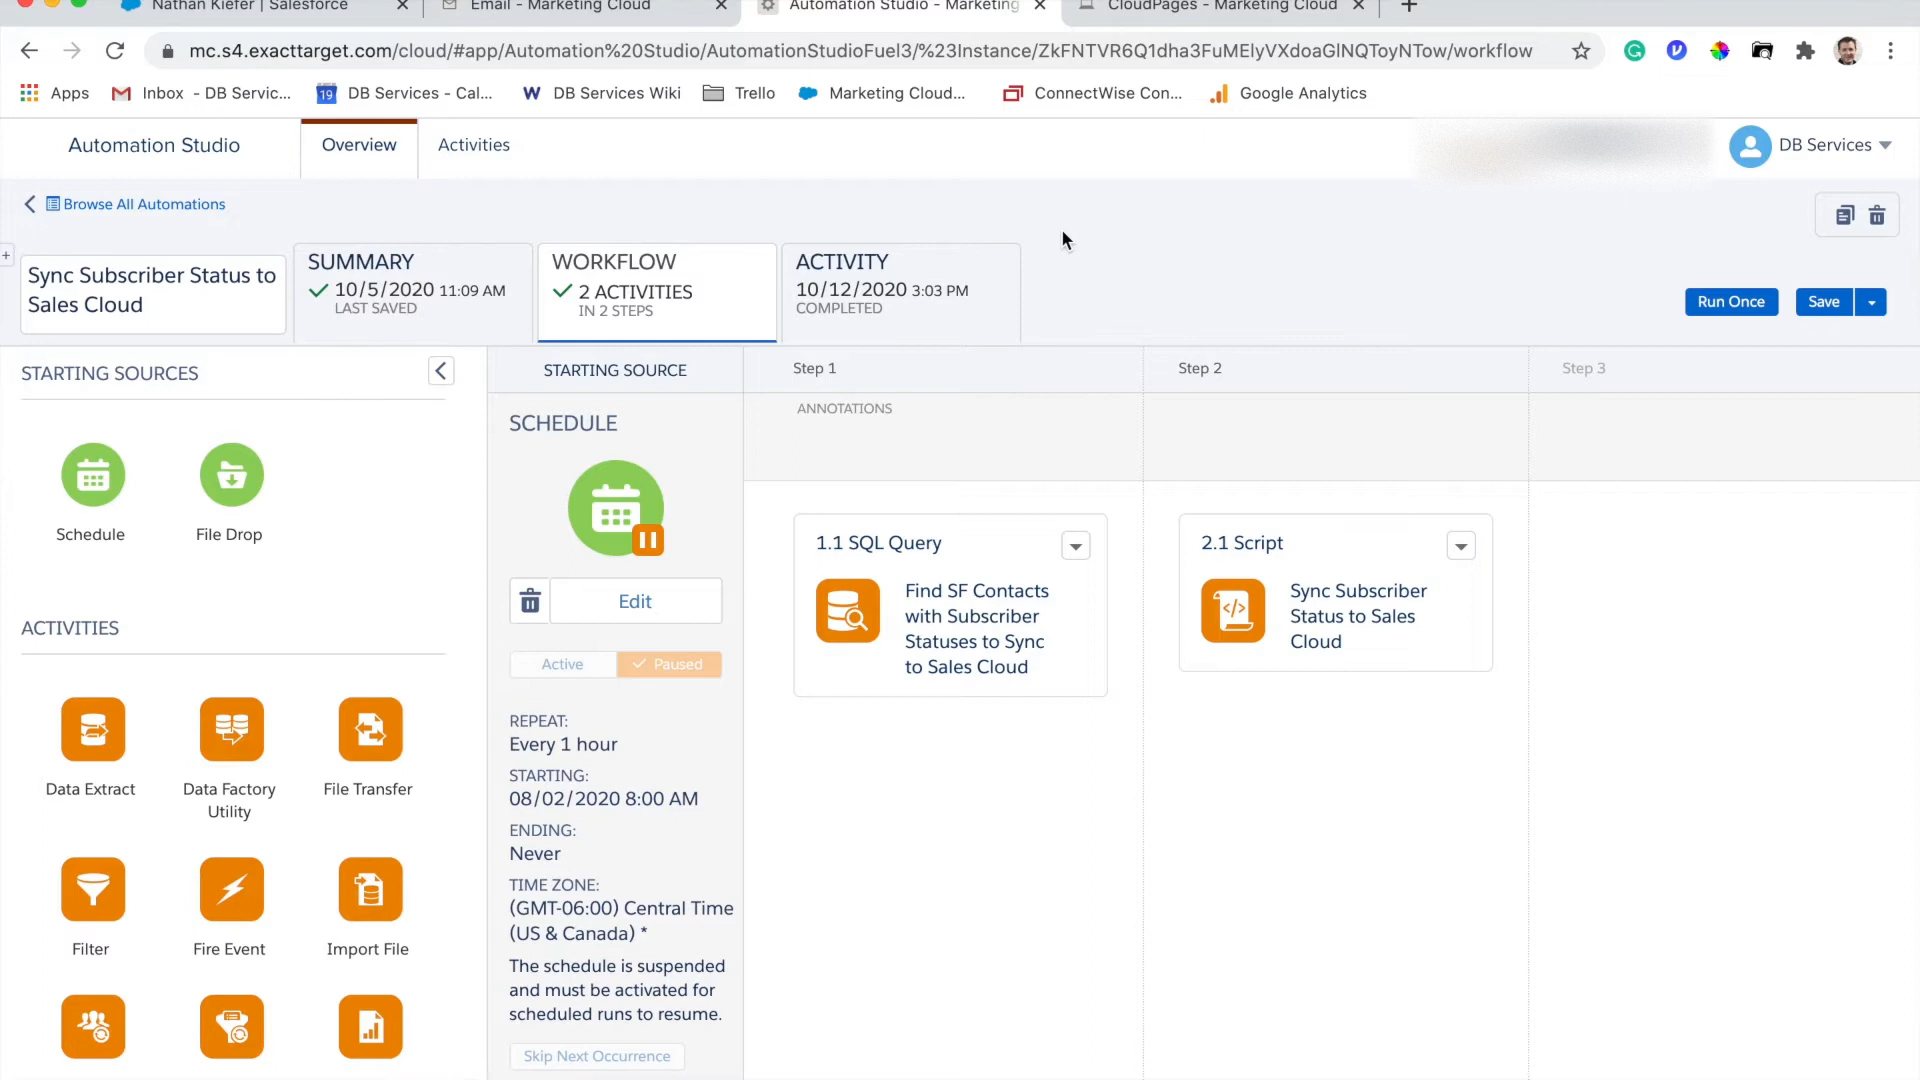 Nathan Kiefer | Salesforce
Email - Marketing Cloud
Automation Studio - Marketing
CloudPages - Marketing Cloud
mc.s4.exacttarget.com/cloud/#app/Automation%20Studio/AutomationStudioFuel3/%23Instance/ZkFNTVR6Q1dha3FuMElyVXdoaGlNQToyNTow/workflow
Apps
Inbox - DB Servic...
19
DB Services - Cal...
W DB Services Wiki
Trello
Marketing Cloud...
ConnectWise Con...
Google Analytics
Automation Studio
Overview
Activities
DB Services
Browse All Automations
Sync Subscriber Status to
Sales Cloud
SUMMARY
10/5/2020 11:09 AM
LAST SAVED
WORKFLOW
2 ACTIVITIES
IN 2 STEPS
ACTIVITY
10/12/2020 3:03 PM
COMPLETED
Run Once
Save
STARTING SOURCES
Schedule
File Drop
ACTIVITIES
Data Extract
Data Factory
Utility
File Transfer
Filter
Fire Event
Import File
STARTING SOURCE
SCHEDULE
Edit
Active
Paused
REPEAT:
Every 1 hour
STARTING:
08/02/2020 8:00 AM
ENDING:
Never
TIME ZONE:
(GMT-06:00) Central Time
(US & Canada) *
The schedule is suspended
and must be activated for
scheduled runs to resume.
Skip Next Occurrence
Step 1
Step 2
Step 3
ANNOTATIONS
1.1 SQL Query
Find SF Contacts
with Subscriber
Statuses to Sync
to Sales Cloud
2.1 Script
Sync Subscriber
Status to Sales
Cloud